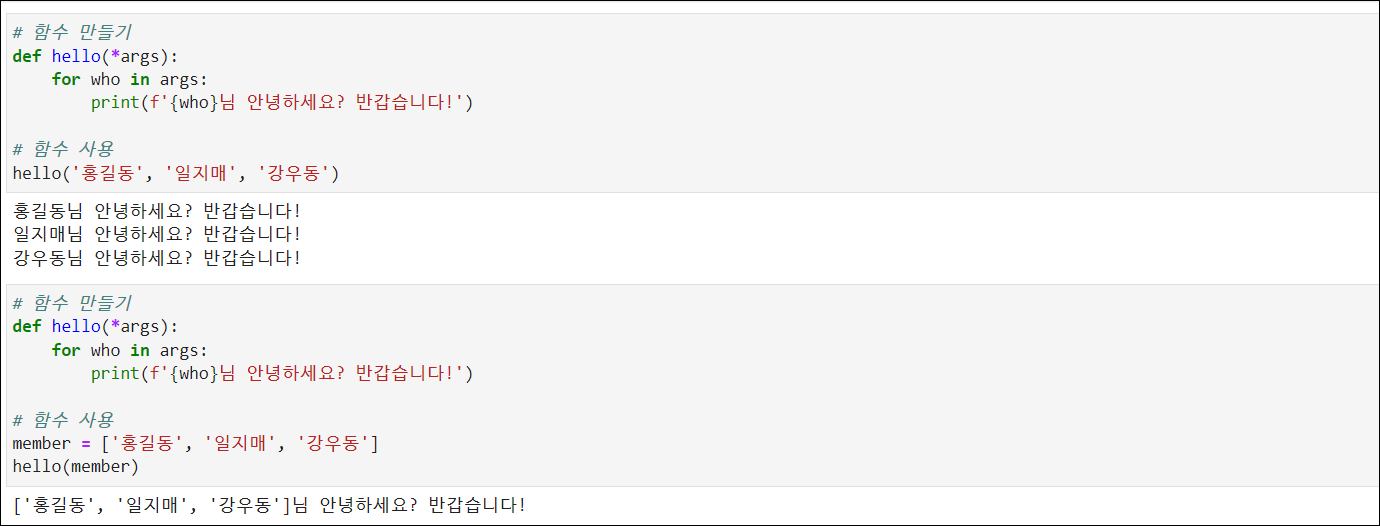 # 함수 만들기
def hello(*args):
    for who in args:
        print(f'{who}님 안녕하세요? 반갑습니다!')
# 함수 사용
hello('홍길동', '일지매', '강우동')
홍길동님 안녕하세요? 반갑습니다!
일지매님 안녕하세요? 반갑습니다!
강우동님 안녕하세요? 반갑습니다!
# 함수 만들기
def hello(*args):
    for who in args:
        print(f'{who}님 안녕하세요? 반갑습니다!')
# 함수 사용
member = ['홍길동', '일지매', '강우동']
hello(member)
['홍길동', '일지매', '강우동']님 안녕하세요? 반갑습니다!